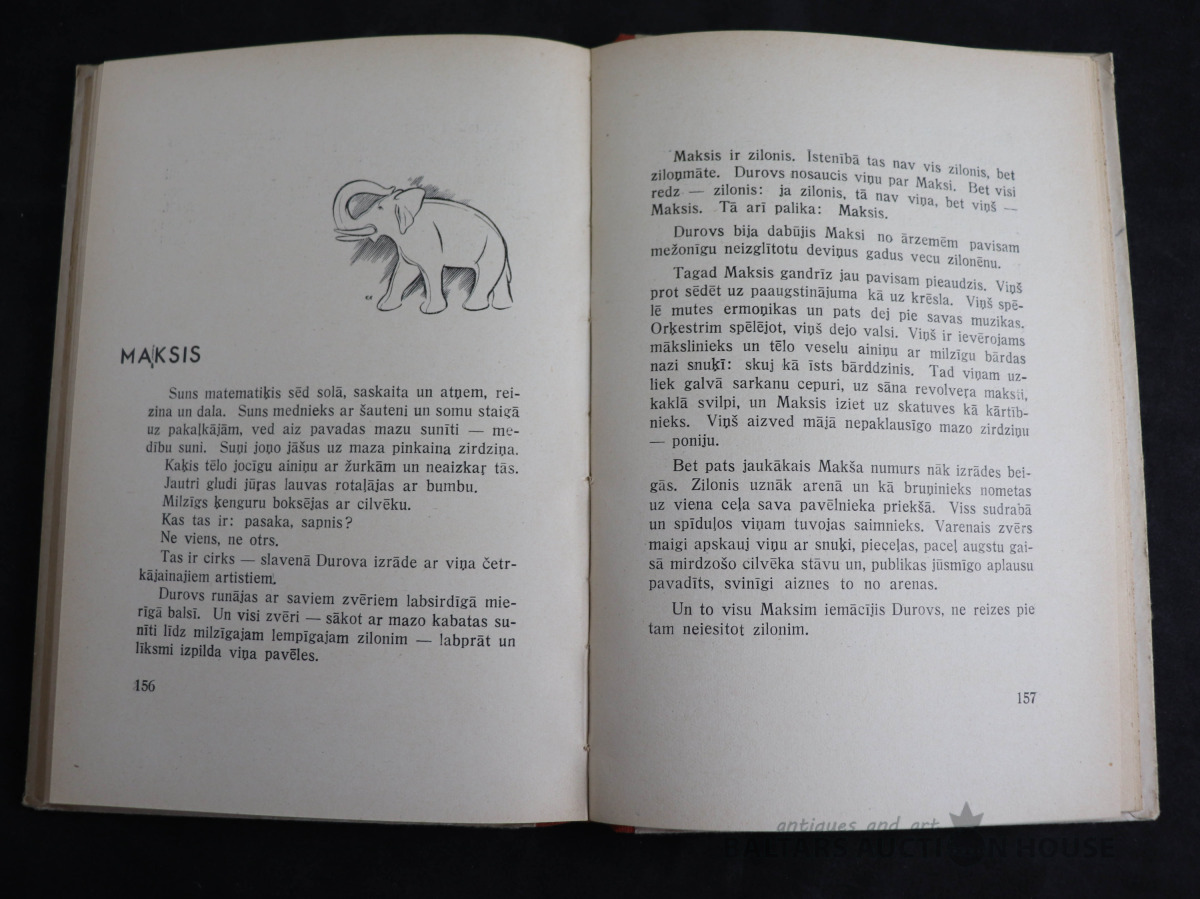 MAKSIS
Suns matematiķis sēd solā, saskaita un atņem, rei-
zina un dala. Suns mednieks ar šauteni un somu staigā
uz pakaļkājām, ved aiz pavadas mazu sunīti — me-
dību suni. Suņi joņo jāšus uz maza pinkaina zirdziņa.
Kaķis tēlo jocīgu ainiņu ar žurkām un neaizkaŗ tās.
Jautri gludi jūŗas lauvas rotaļājas ar bumbu.
Milzīgs ķenguru boksējas ar cilvēku.
Kas tas ir: pasaka, sapnis?
Ne viens, ne otrs.
Tas ir cirks — slavenā Durova izrāde ar viņa četr-
kājainajiem artistiem.
Durovs runājas ar saviem zvēriem labsirdīgā mie-
rīgā balsī. Un visi zvēri — sākot ar mazo kabatas su-
nīti līdz milzīgajam lempīgajam zilonim — labprāt un
līksmi izpilda viņa pavēles.
156
Maksis ir zilonis. Īstenībā tas nav vis zilonis, bet
ziloņmāte. Durovs nosaucis viņu par Maksi. Bet visi
redz — zilonis: ja zilonis, tā nav viņa, bet viņš —
Maksis. Tā arī palika: Maksis.
Durovs bija dabūjis Maksi no ārzemēm pavisam
mežonīgu neizglītotu deviņus gadus vecu zilonēnu.
Tagad Maksis gandrīz jau pavisam pieaudzis. Viņš
prot sēdēt uz paaugstinājuma kā uz krēsla. Viņš spē-
lē mutes ermoņikas un pats dej pie savas muzikas.
Orķestrim spēlējot, viņš dejo valsi. Viņš ir ievērojams
mākslinieks un tēlo veselu ainiņu ar milzīgu bārdas
nazi snuķī: skuj kā īsts bārddzinis. Tad viņam uz-
liek galvā sarkanu cepuri, uz sāna revolveŗa maksti,
kaklā svilpi, un Maksis iziet uz skatuves kā kārtīb-
nieks. Viņš aizved mājā nepaklausīgo mazo zirdziņu
— poniju.
Bet pats jaukākais Makša numurs nāk izrādes bei-
gās. Zilonis uznāk arenā un kā bruņinieks nometas
uz viena ceļa sava pavēlnieka priekšā. Viss sudrabā
un spīduļos viņam tuvojas saimnieks. Varenais zvērs
maigi apskauj viņu ar snuķi, pieceļas, paceļ augstu gai-
sā mirdzošo cilvēka stāvu un, publikas jūsmīgo aplausu
pavadīts, svinīgi aiznes to no arenas.
Un to visu Maksim iemācījis Durovs, ne reizes pie
tam neiesitot zilonim.
157
antiques and art
BALTARS AUCTION HOUSE